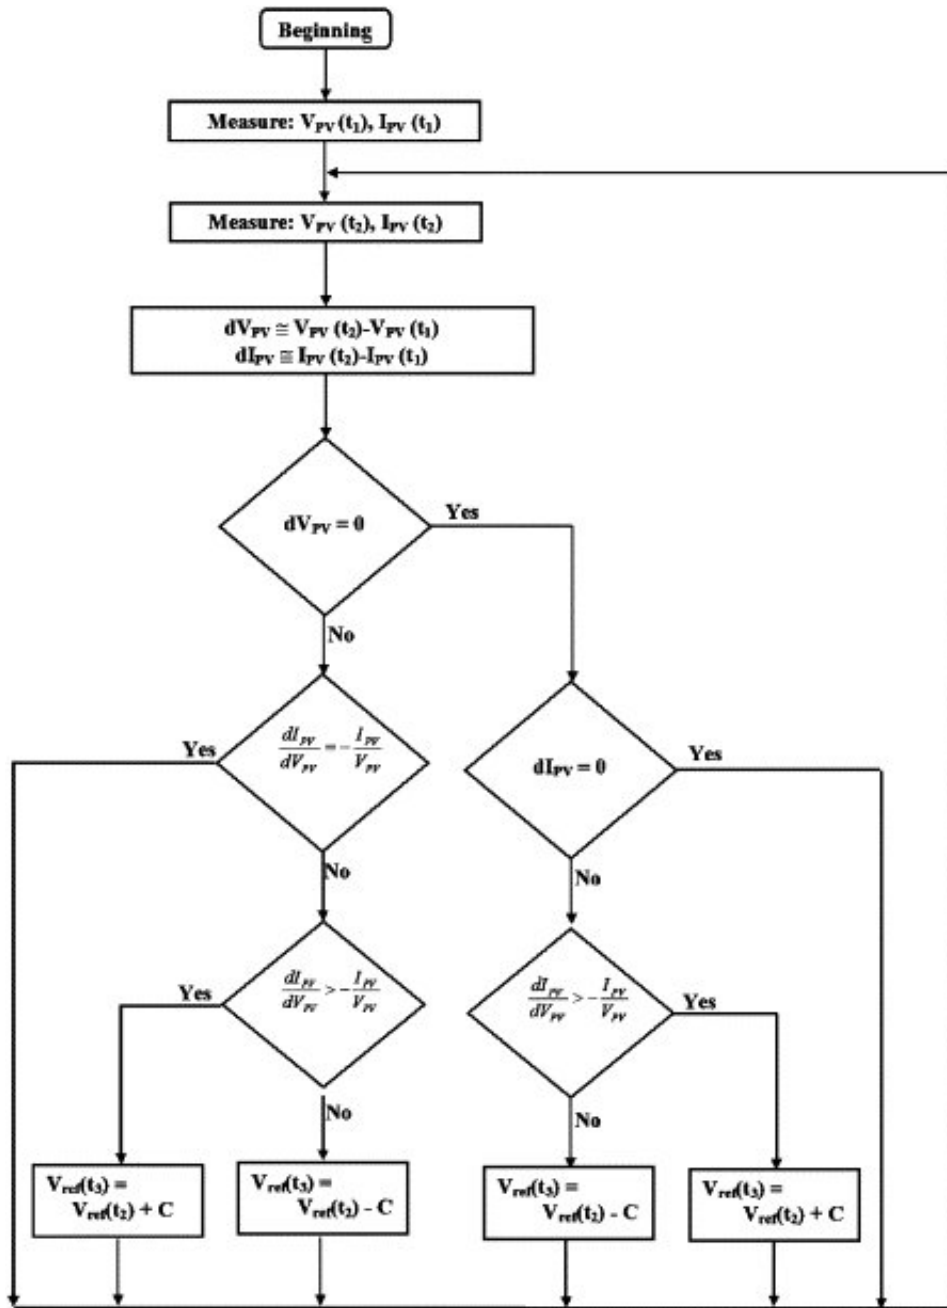 Beginning
Measure: V_PV (t_1), I_PV (t_1)
Measure: V_PV (t_2), I_PV (t_2)
dV_PV ≅ V_PV (t_2)-V_PV (t_1)
dI_PV ≅ I_PV (t_2)-I_PV (t_1)
dV_PV = 0
Yes
No
Yes
dI_PV/dV_PV = - I_PV/V_PV
dI_PV = 0
Yes
No
No
Yes
dI_PV/dV_PV > - I_PV/V_PV
dI_PV/dV_PV > - I_PV/V_PV
Yes
No
No
V_ref(t_3) =
V_ref(t_2) + C
V_ref(t_3) =
V_ref(t_2) - C
V_ref(t_3) =
V_ref(t_2) - C
V_ref(t_3) =
V_ref(t_2) + C